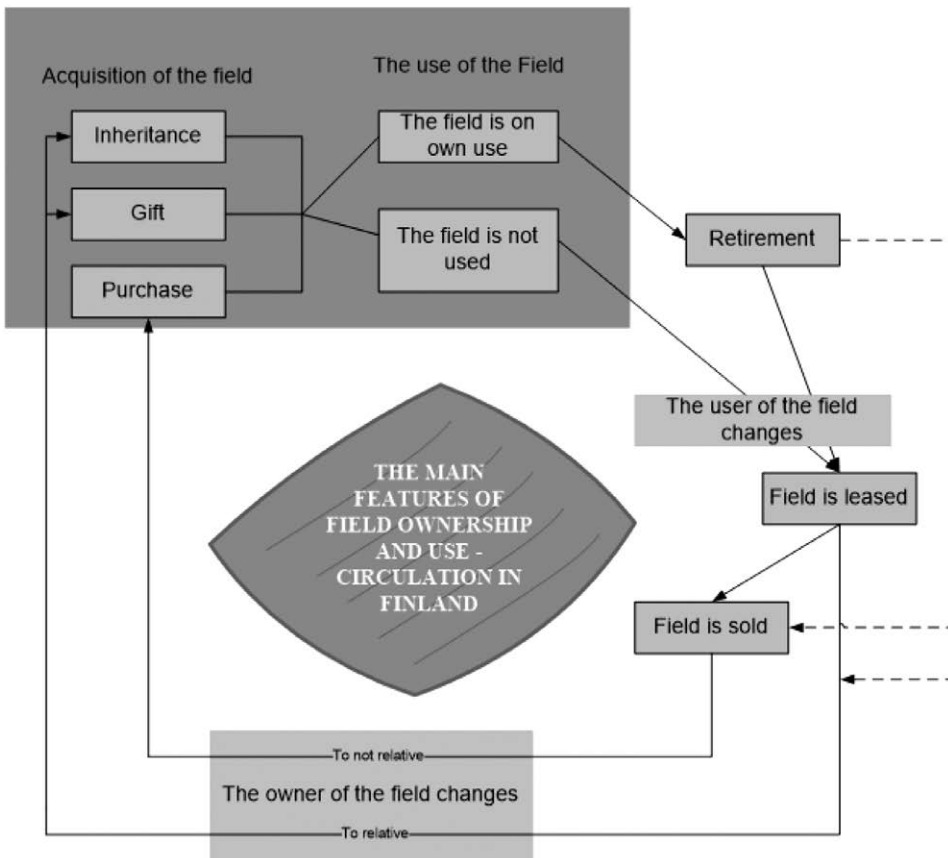 Acquisition of the field
The use of the Field
Inheritance
Gift
Purchase
The field is on
own use
The field is not
used
Retirement
The user of the field
changes
Field is leased
Field is sold
THE MAIN
FEATURES OF
FIELD OWNERSHIP
AND USE -
CIRCULATION IN
FINLAND
To not relative
The owner of the field changes
To relative